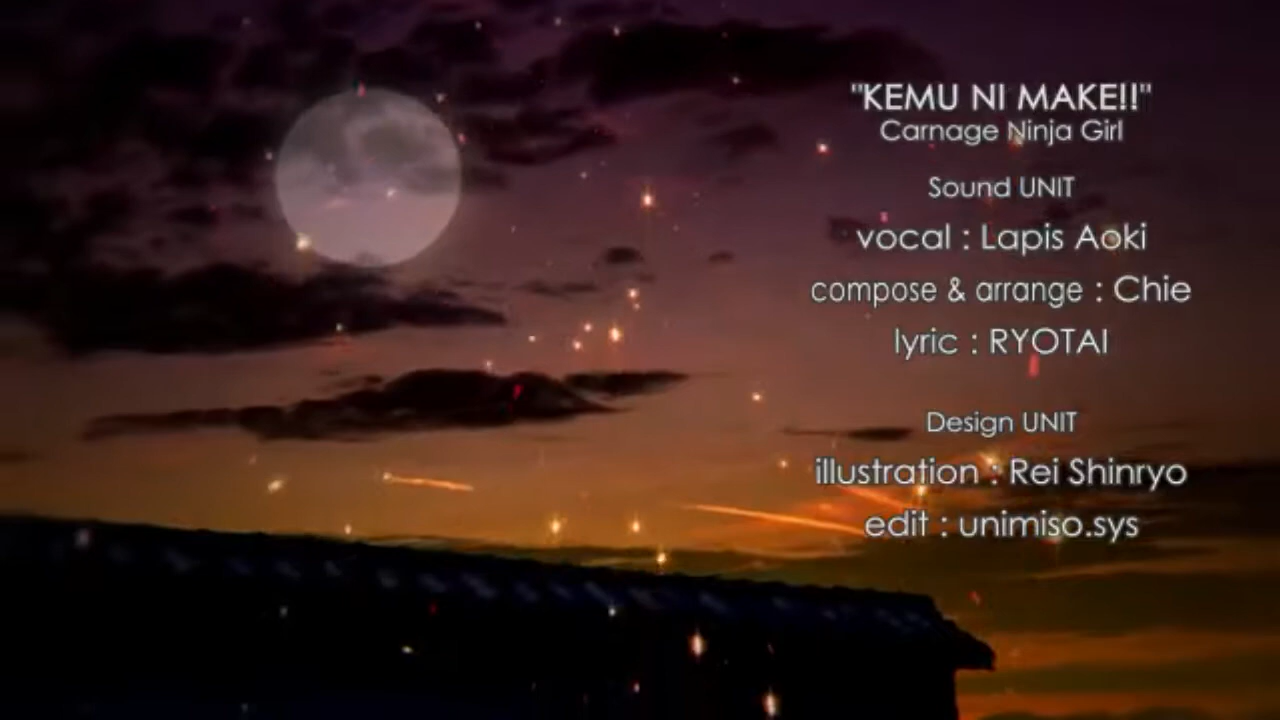 "KEMU NI MAKE!!"
Carnage Ninja Girl
Sound UNIT
vocal : Lapis Aoki
compose & arrange : Chie
lyric : RYOTAI
Design UNIT
illustration : Rei Shinryo
edit : unimiso.sys